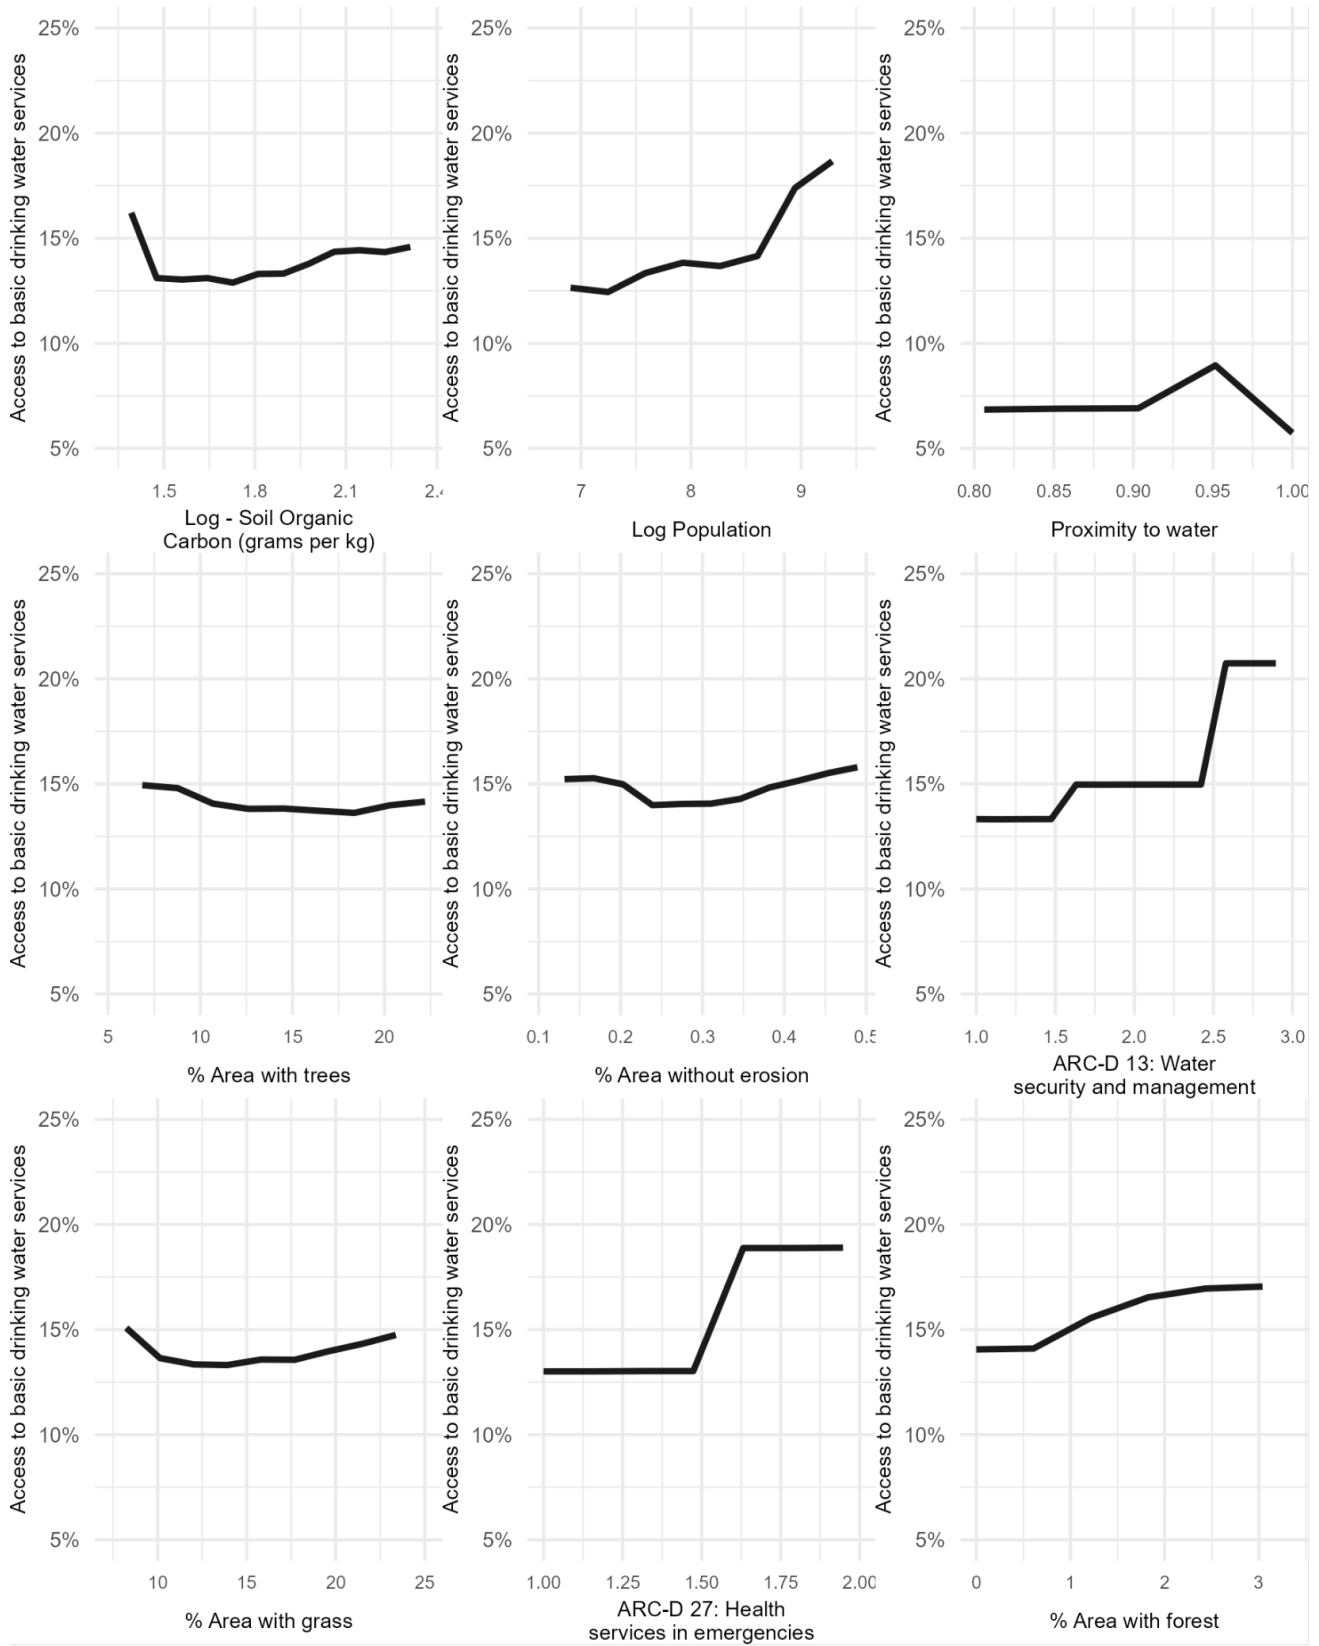 Access to basic drinking water services
25%
20%
15%
10%
5%
1.5 1.8 2.1 2.4
Log - Soil Organic
Carbon (grams per kg)
Access to basic drinking water services
25%
20%
15%
10%
5%
7 8 9
Log Population
Access to basic drinking water services
25%
20%
15%
10%
5%
0.80 0.85 0.90 0.95 1.00
Proximity to water
Access to basic drinking water services
25%
20%
15%
10%
5%
5 10 15 20
% Area with trees
Access to basic drinking water services
25%
20%
15%
10%
5%
0.1 0.2 0.3 0.4 0.5
% Area without erosion
Access to basic drinking water services
25%
20%
15%
10%
5%
1.0 1.5 2.0 2.5 3.0
ARC-D 13: Water
security and management
Access to basic drinking water services
25%
20%
15%
10%
5%
10 15 20 25
% Area with grass
Access to basic drinking water services
25%
20%
15%
10%
5%
1.00 1.25 1.50 1.75 2.00
ARC-D 27: Health
services in emergencies
Access to basic drinking water services
25%
20%
15%
10%
5%
0 1 2 3
% Area with forest